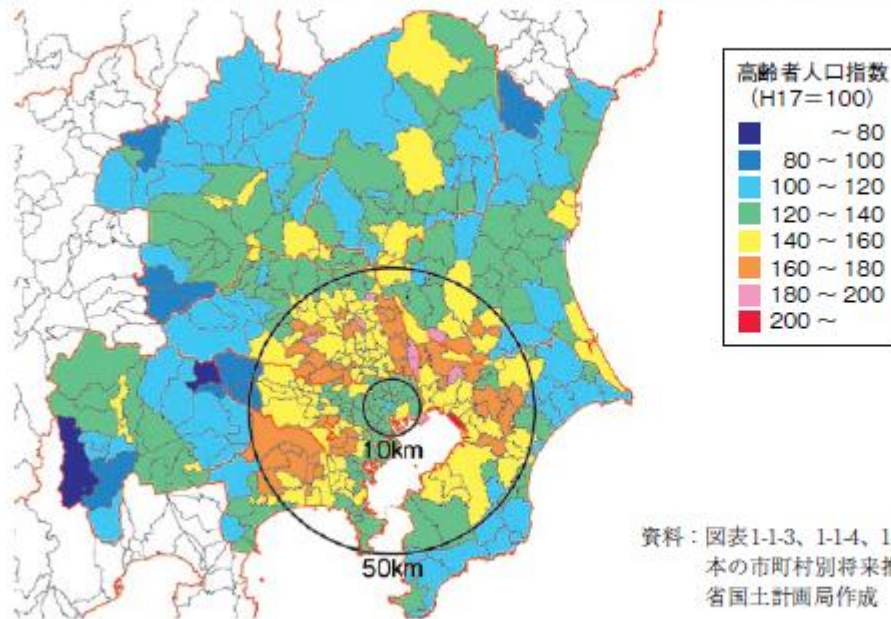 高齢者人口指数
(H17=100)
～80
80～100
100～120
120～140
140～160
160～180
180～200
200～
10km
50km
資料：図表1-1-3、1-1-4、1
本の市町村別将来推
省国土計画局作成